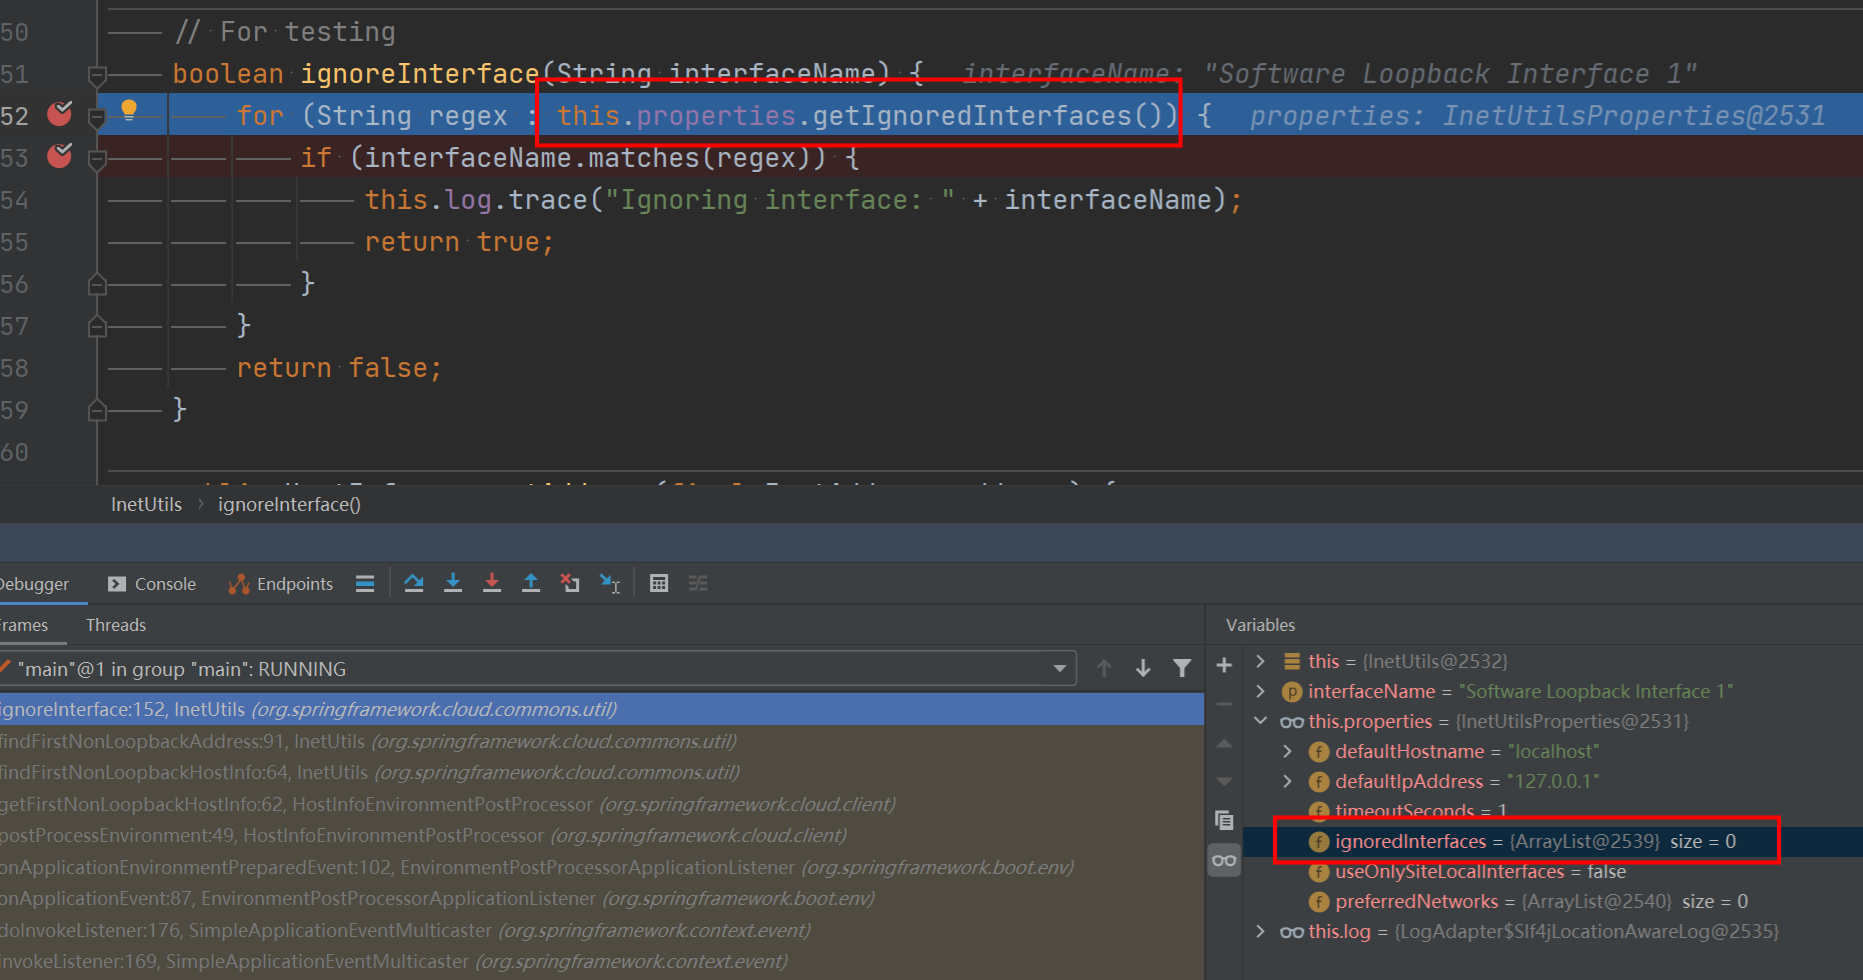 50 // For testing
51 boolean ignoreInterface(String interfaceName) { interfaceName: "Software Loopback Interface 1"
52 for (String regex : this.properties.getIgnoredInterfaces()) { properties: InetUtilsProperties@2531
53 if (interfaceName.matches(regex)) {
54 this.log.trace("Ignoring interface: " + interfaceName);
55 return true;
56 }
57 }
58 return false;
59 }
60
InetUtils › ignoreInterface()
Debugger Console Endpoints
Frames Threads
"main"@1 in group "main": RUNNING
ignoreInterface:152, InetUtils (org.springframework.cloud.commons.util)
findFirstNonLoopbackAddress:91, InetUtils (org.springframework.cloud.commons.util)
findFirstNonLoopbackHostInfo:64, InetUtils (org.springframework.cloud.commons.util)
getFirstNonLoopbackHostInfo:62, HostInfoEnvironmentPostProcessor (org.springframework.cloud.client)
postProcessEnvironment:49, HostInfoEnvironmentPostProcessor (org.springframework.cloud.client)
onApplicationEnvironmentPreparedEvent:102, EnvironmentPostProcessorApplicationListener (org.springframework.boot.env)
onApplicationEvent:87, EnvironmentPostProcessorApplicationListener (org.springframework.boot.env)
doInvokeListener:176, SimpleApplicationEventMulticaster (org.springframework.context.event)
invokeListener:169, SimpleApplicationEventMulticaster (org.springframework.context.event)
Variables
this = {InetUtils@2532}
p interfaceName = "Software Loopback Interface 1"
this.properties = {InetUtilsProperties@2531}
f defaultHostname = "localhost"
f defaultIpAddress = "127.0.0.1"
f timeoutSeconds = 1
f ignoredInterfaces = {ArrayList@2539} size = 0
f useOnlySiteLocalInterfaces = false
f preferredNetworks = {ArrayList@2540} size = 0
this.log = {LogAdapter$Slf4jLocationAwareLog@2535}